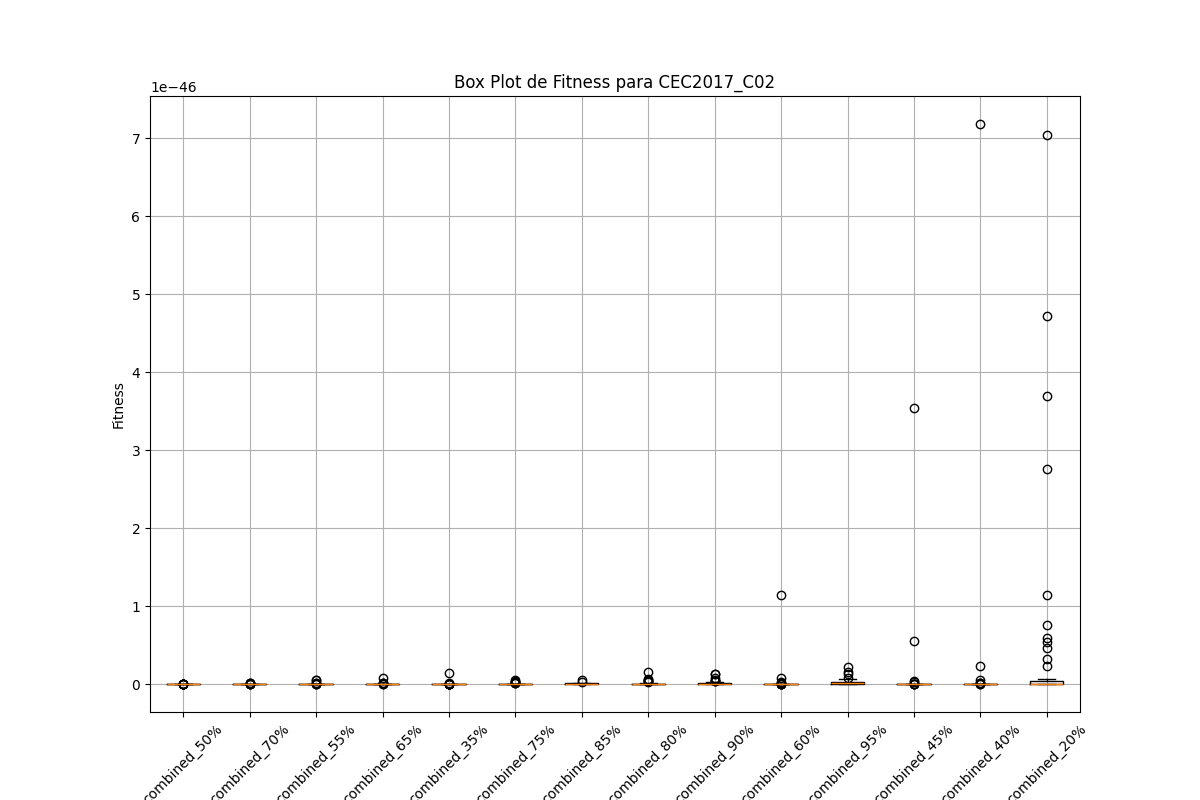 Box Plot de Fitness para CEC2017_C02
1e−46
7
6
5
4
3
2
1
0
Fitness
combined_50%
combined_70%
combined_55%
combined_65%
combined_35%
combined_75%
combined_85%
combined_80%
combined_90%
combined_60%
combined_95%
combined_45%
combined_40%
combined_20%